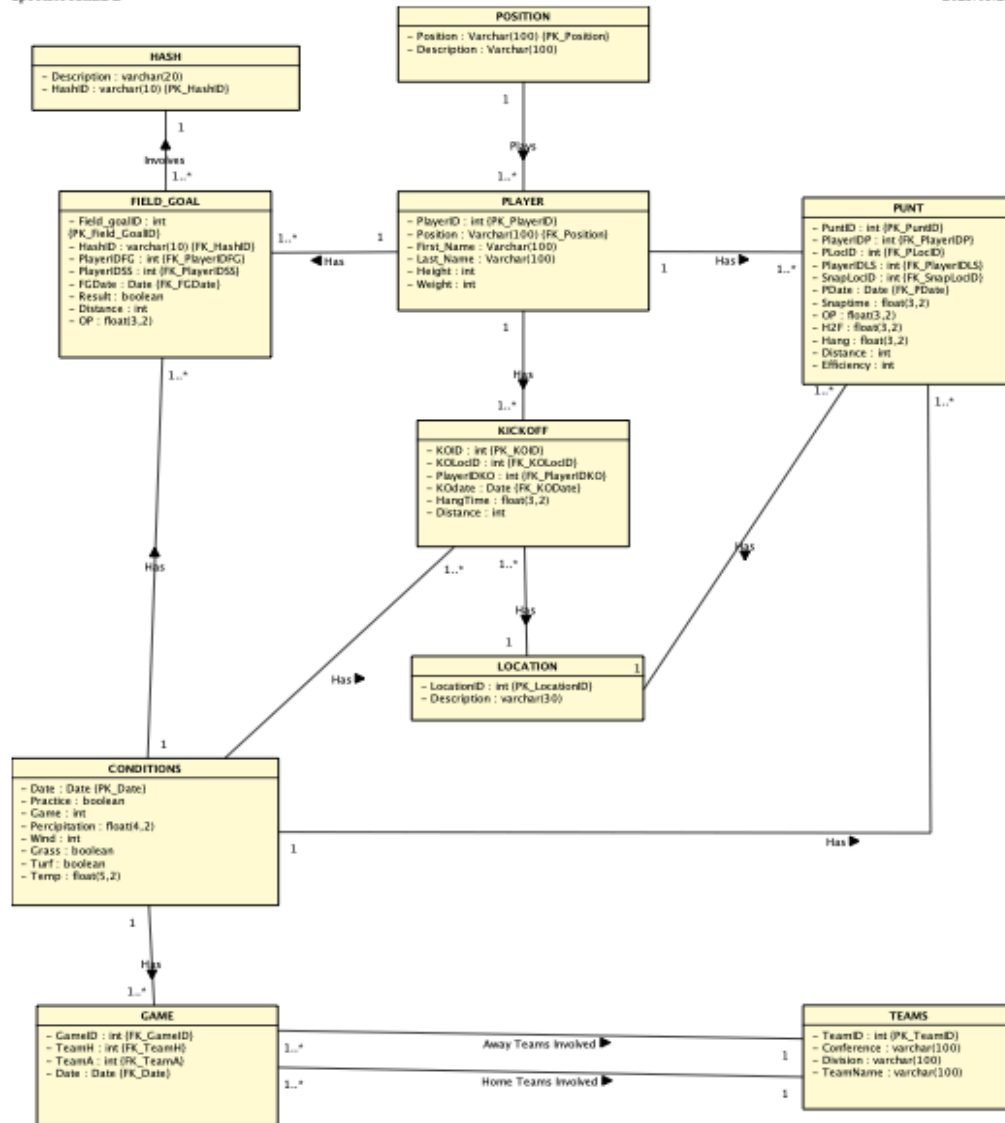 POSITION
- Position : Varchar(100) {PK_Position}
- Description : Varchar(100)
HASH
- Description : varchar(20)
- HashID : varchar(10) {PK_HashID}
1
1
Plays
Involves
1..*
1..*
FIELD_GOAL
- Field_goalID : int
{PK_Field_GoalID}
- HashID : varchar(10) {FK_HashID}
- PlayerIDFG : int {FK_PlayerIDFG}
- PlayerIDSS : int {FK_PlayerIDSS}
- FGDate : Date {FK_FGDate}
- Result : boolean
- Distance : int
- OP : float(3,2)
1..*
1
Has
PLAYER
- PlayerID : int {PK_PlayerID}
- Position : Varchar(100) {FK_Position}
- First_Name : Varchar(100)
- Last_Name : Varchar(100)
- Height : int
- Weight : int
1
Has
1..*
PUNT
- PuntID : int {PK_PuntID}
- PlayerIDP : int {FK_PlayerIDP}
- PLocID : int {FK_PLocID}
- PlayerIDLS : int {FK_PlayerIDLS}
- SnapLocID : int {FK_SnapLocID}
- PDate : Date {FK_PDate}
- Snaptime : float(3,2)
- OP : float(3,2)
- H2F : float(3,2)
- Hang : float(3,2)
- Distance : int
- Efficiency : int
1
Has
1..*
1..*
1..*
1..*
KICKOFF
- KOID : int {PK_KOID}
- KOLocID : int {FK_KOLocID}
- PlayerIDKO : int {FK_PlayerIDKO}
- KOdate : Date {FK_KODate}
- HangTime : float(3,2)
- Distance : int
Has
Has
1..*
1..*
Has
1
LOCATION
- LocationID : int {PK_LocationID}
- Description : varchar(30)
1
Has
1
CONDITIONS
- Date : Date {PK_Date}
- Practice : boolean
- Game : int
- Percipitation : float(4,2)
- Wind : int
- Grass : boolean
- Turf : boolean
- Temp : float(5,2)
1
Has
1
Has
1..*
GAME
- GameID : int {FK_GameID}
- TeamH : int {FK_TeamH}
- TeamA : int {FK_TeamA}
- Date : Date {FK_Date}
1..*
Away Teams Involved
1
1..*
Home Teams Involved
1
TEAMS
- TeamID : int {PK_TeamID}
- Conference : varchar(100)
- Division : varchar(100)
- TeamName : varchar(100)